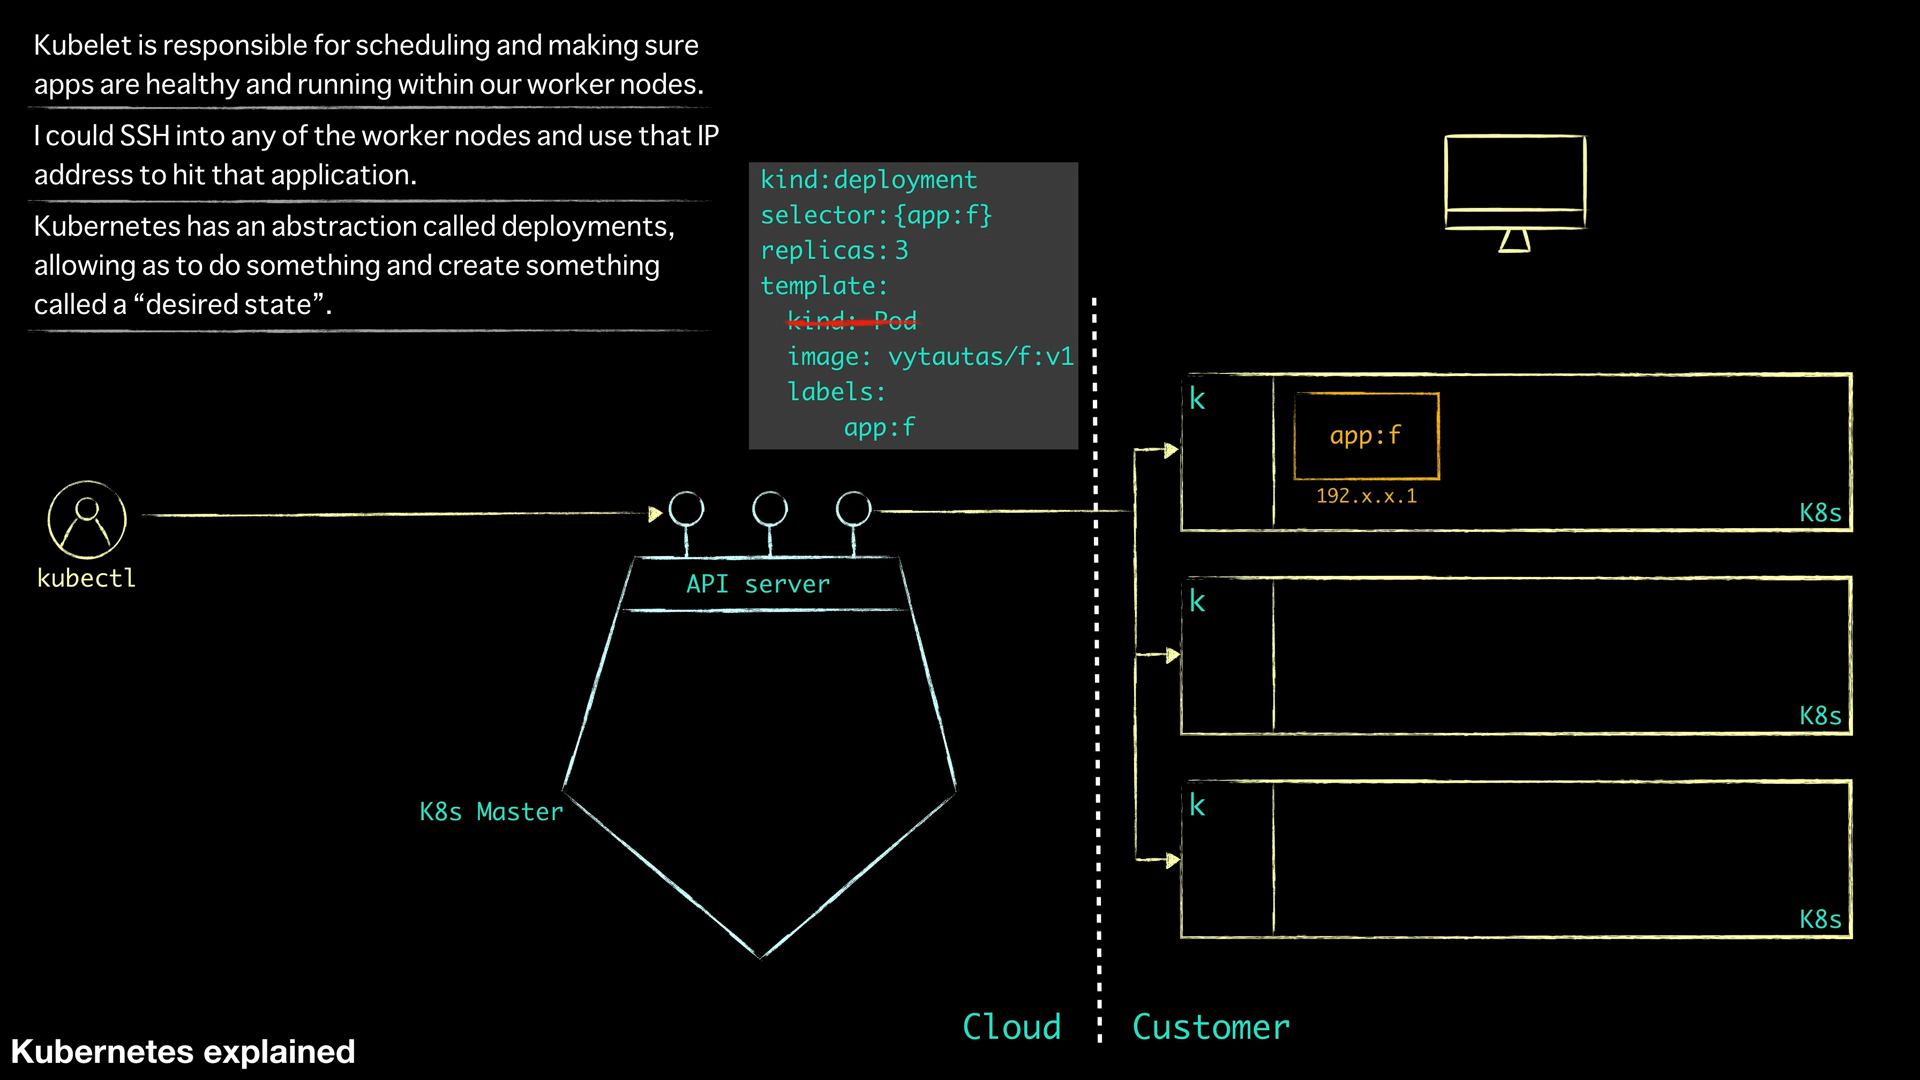 Kubelet is responsible for scheduling and making sure
apps are healthy and running within our worker nodes.
I could SSH into any of the worker nodes and use that IP
address to hit that application.
Kubernetes has an abstraction called deployments,
allowing as to do something and create something
called a “desired state”.
kind:deployment
selector:{app:f}
replicas:3
template:
kind: Pod
image: vytautas/f:v1
labels:
app:f
kubectl
API server
K8s Master
k
app:f
192.x.x.1
K8s
k
K8s
k
K8s
Cloud
Customer
Kubernetes explained